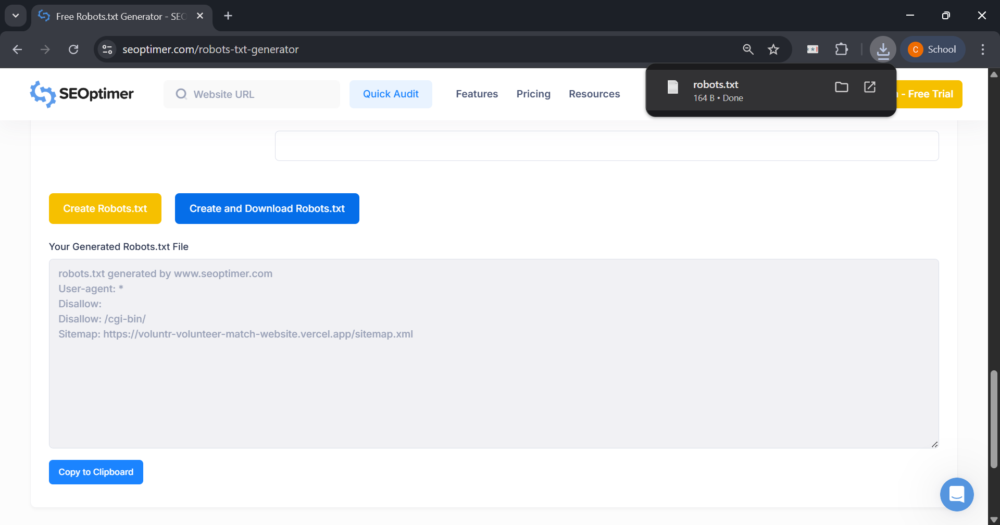 Free Robots.txt Generator - SEO
seoptimer.com/robots-txt-generator
C School
SEOptimer
Website URL
Quick Audit
Features
Pricing
Resources
robots.txt
164 B • Done
- Free Trial
Create Robots.txt
Create and Download Robots.txt
Your Generated Robots.txt File
robots.txt generated by www.seoptimer.com
User-agent: *
Disallow:
Disallow: /cgi-bin/
Sitemap: https://voluntr-volunteer-match-website.vercel.app/sitemap.xml
Copy to Clipboard